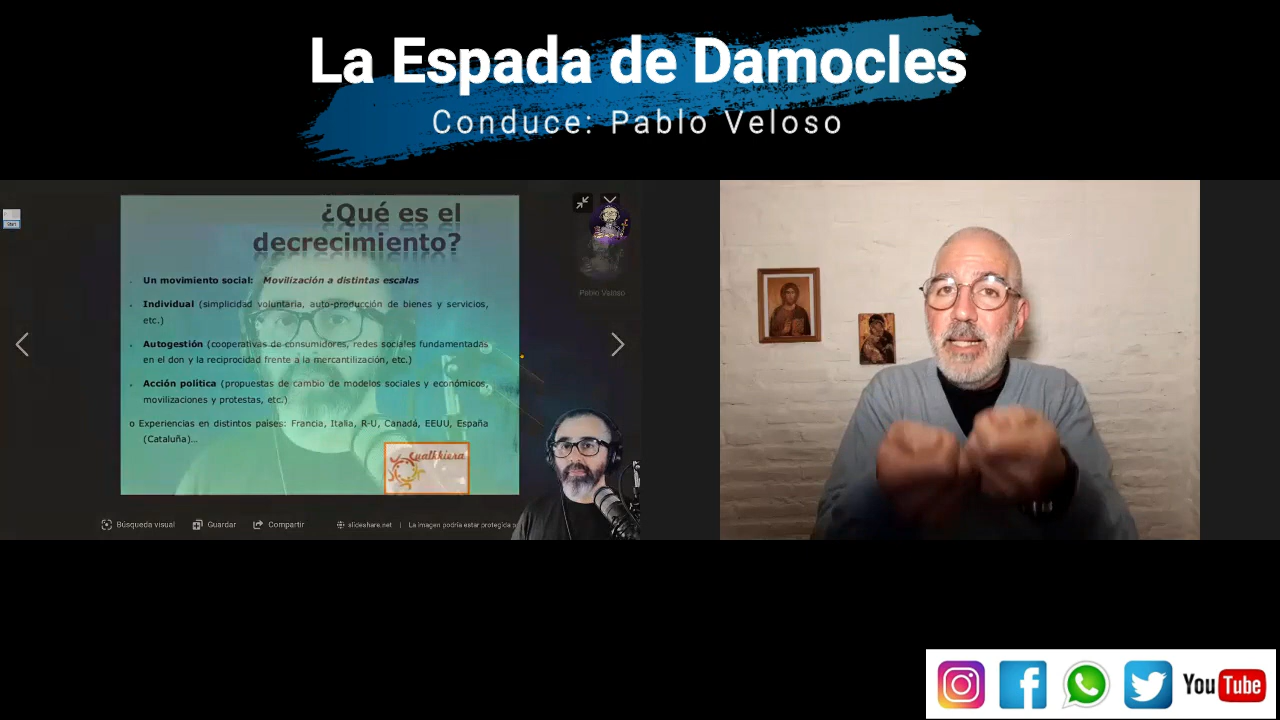 La Espada de Damocles
Conduce: Pablo Veloso
¿Qué es el
decrecimiento?
Un movimiento social: Movilización a distintas escalas
Individual (simplicidad voluntaria, auto-producción de bienes y servicios,
etc.)
Autogestión (cooperativas de consumidores, redes sociales fundamentadas
en el don y la reciprocidad frente a la mercantilización, etc.)
Acción política (propuestas de cambio de modelos sociales y económicos,
movilizaciones y protestas, etc.)
o Experiencias en distintos países: Francia, Italia, R-U, Canadá, EEUU, España
(Cataluña)...
Sualkkiera
Pablo Veloso
Búsqueda visual
Guardar
Compartir
slideshare.net | La imagen podría estar protegida
YouTube